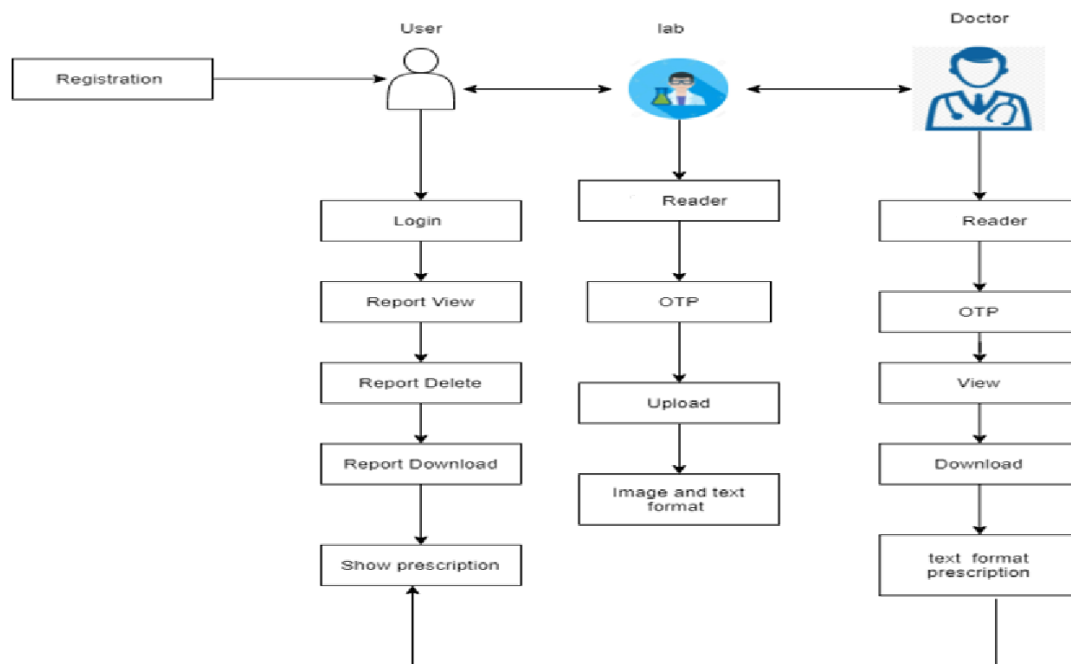 User
lab
Doctor
Registration
Login
Report View
Report Delete
Report Download
Show prescription
Reader
OTP
Upload
Image and text
format
Reader
OTP
View
Download
text format
prescription